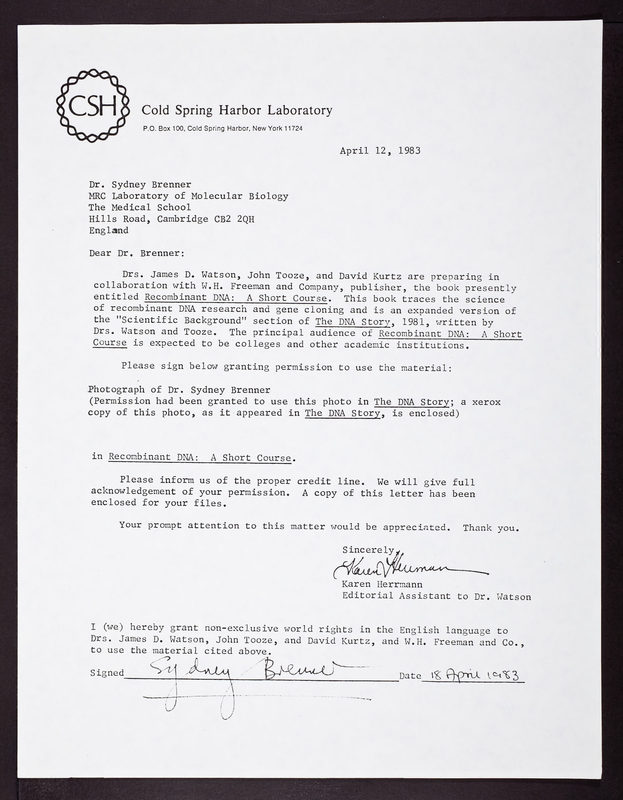 CSH
Cold Spring Harbor Laboratory
P.O. Box 100, Cold Spring Harbor, New York 11724
April 12, 1983
Dr. Sydney Brenner
MRC Laboratory of Molecular Biology
The Medical School
Hills Road, Cambridge CB2 2QH
England
Dear Dr. Brenner:
Drs. James D. Watson, John Tooze, and David Kurtz are preparing in
collaboration with W.H. Freeman and Company, publisher, the book presently
entitled Recombinant DNA: A Short Course. This book traces the science
of recombinant DNA research and gene cloning and is an expanded version of
the "Scientific Background" section of The DNA Story, 1981, written by
Drs. Watson and Tooze. The principal audience of Recombinant DNA: A Short
Course is expected to be colleges and other academic institutions.
Please sign below granting permission to use the material:
Photograph of Dr. Sydney Brenner
(Permission had been granted to use this photo in The DNA Story; a xerox
copy of this photo, as it appeared in The DNA Story, is enclosed)
in Recombinant DNA: A Short Course.
Please inform us of the proper credit line. We will give full
acknowledgement of your permission. A copy of this letter has been
enclosed for your files.
Your prompt attention to this matter would be appreciated. Thank you.
Sincerely,
Karen Herrman
Karen Herrmann
Editorial Assistant to Dr. Watson
I (we) hereby grant non-exclusive world rights in the English language to
Drs. James D. Watson, John Tooze, and David Kurtz, and W.H. Freeman and Co.,
to use the material cited above.
Signed Sydney Brenner Date 18 April 1983